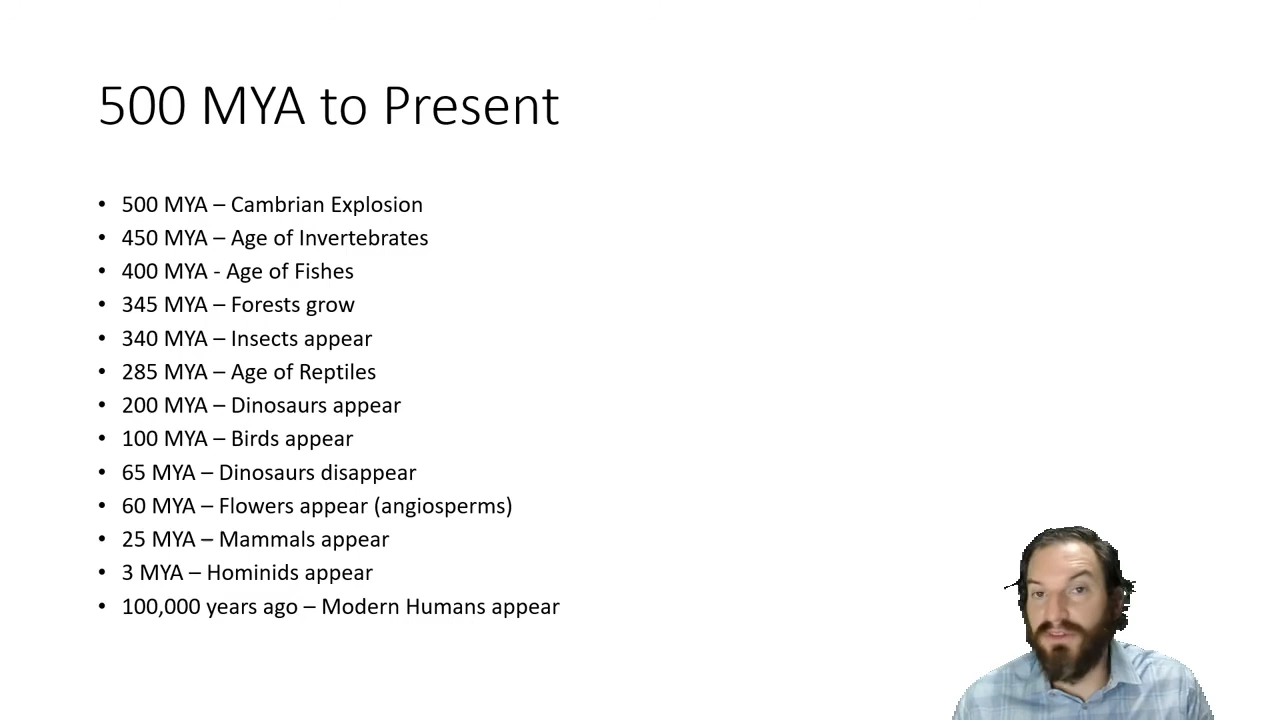 500 MYA to Present
• 500 MYA – Cambrian Explosion
• 450 MYA – Age of Invertebrates
• 400 MYA - Age of Fishes
• 345 MYA – Forests grow
• 340 MYA – Insects appear
• 285 MYA – Age of Reptiles
• 200 MYA – Dinosaurs appear
• 100 MYA – Birds appear
• 65 MYA – Dinosaurs disappear
• 60 MYA – Flowers appear (angiosperms)
• 25 MYA – Mammals appear
• 3 MYA – Hominids appear
• 100,000 years ago – Modern Humans appear